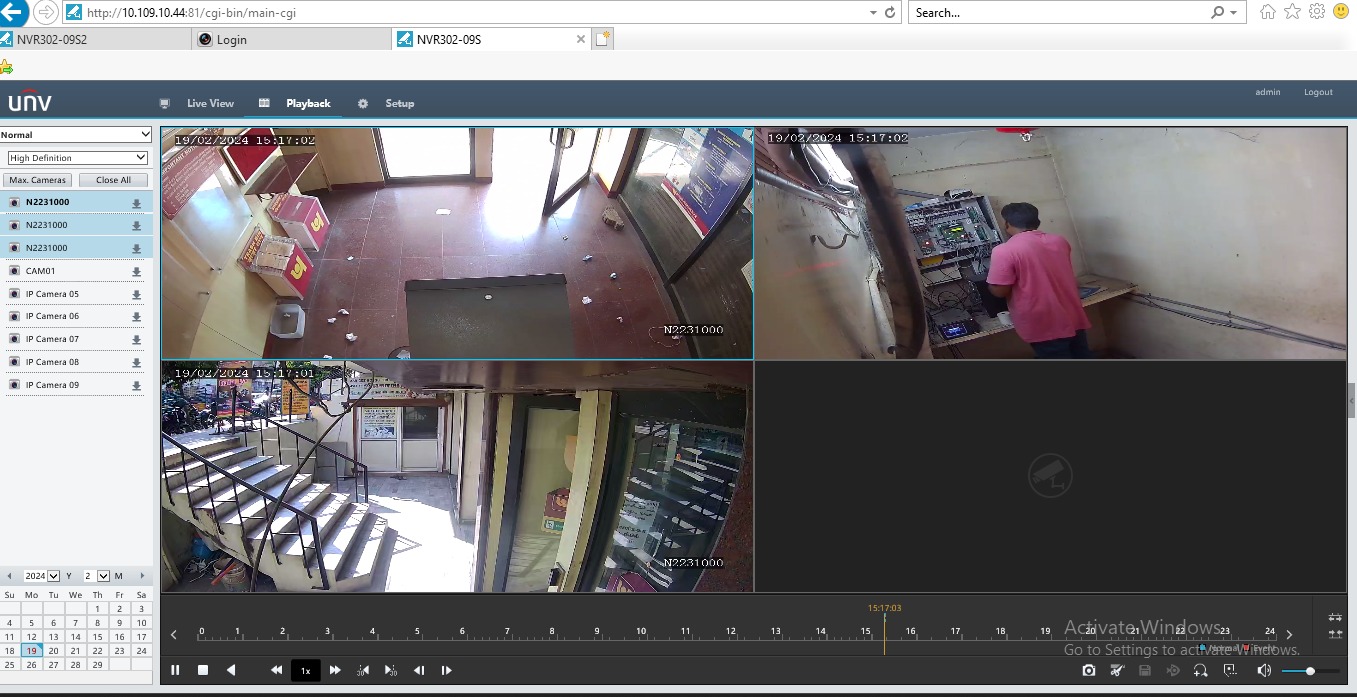 http://10.109.10.44:81/cgi-bin/main-cgi
Search...
NVR302-09S2
Login
NVR302-09S
unv
Live View
Playback
Setup
admin
Logout
Normal
High Definition
Max. Cameras
Close All
N2231000
N2231000
N2231000
CAM01
IP Camera 05
IP Camera 06
IP Camera 07
IP Camera 08
IP Camera 09
19/02/2024 15:17:02
N2231000
19/02/2024 15:17:02
19/02/2024 15:17:01
N2231000
2024 Y 2 M
Su Mo Tu We Th Fr Sa
1 2 3
4 5 6 7 8 9 10
11 12 13 14 15 16 17
18 19 20 21 22 23 24
25 26 27 28 29
15:17:03
0 1 2 3 4 5 6 7 8 9 10 11 12 13 14 15 16 17 18 19 20 21 22 23 24
Normal Event
Activate Windows
Go to Settings to activate Windows.
1x